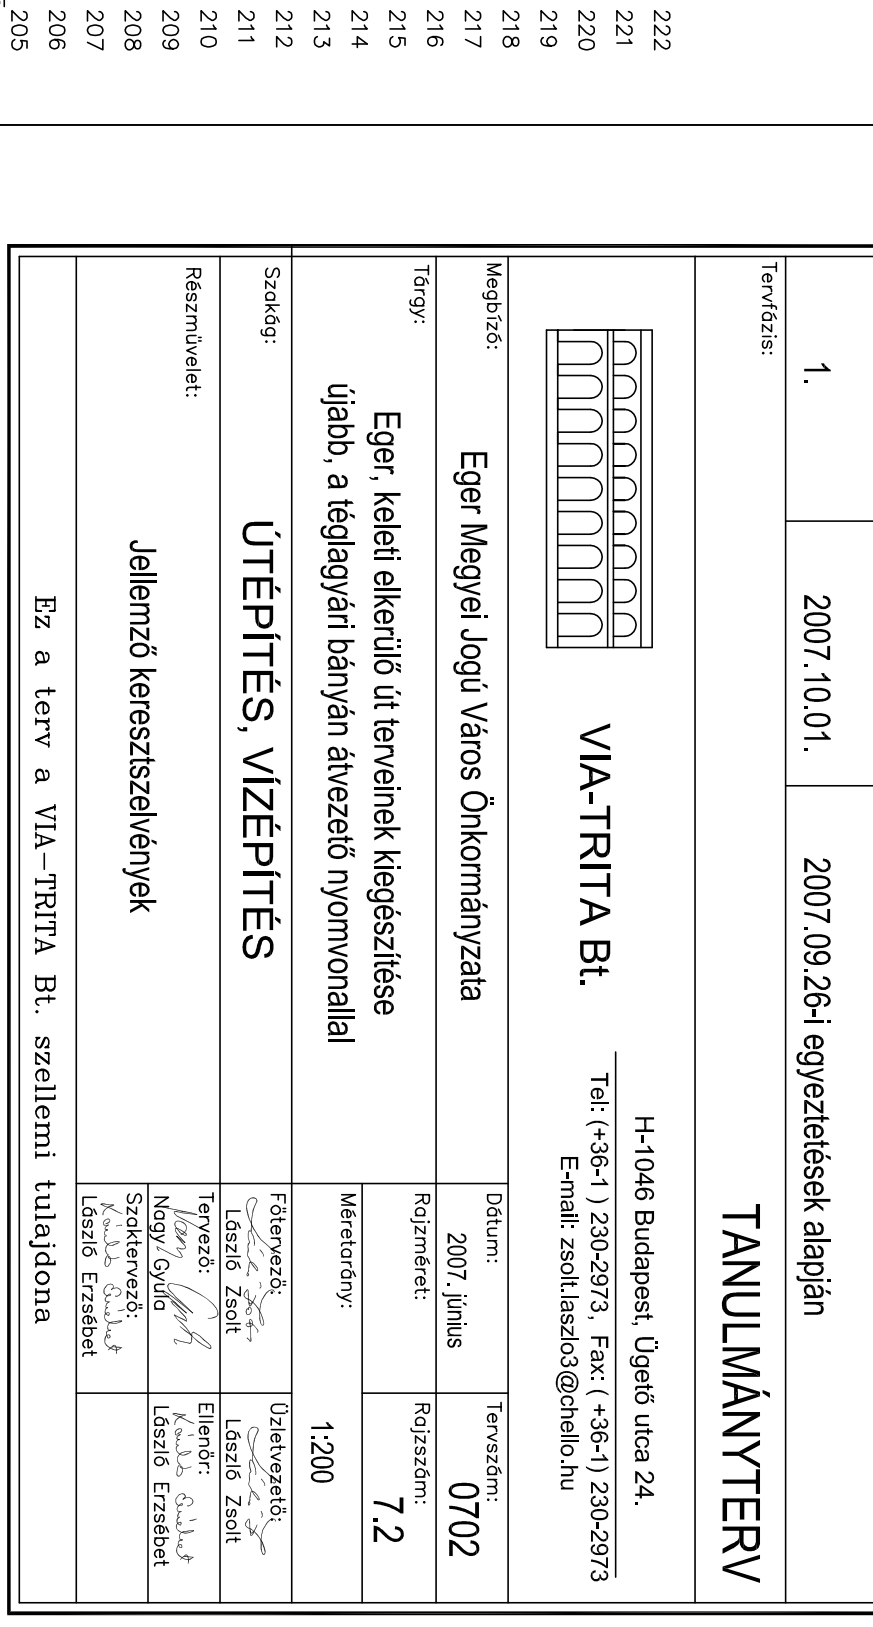 222
221
220
219
218
217
216
215
214
213
212
211
210
209
208
207
206
205
1.
2007.10.01.
2007.09.26-i egyeztetések alapján
Tervfázis:
TANULMÁNYTERV
VIA-TRITA Bt.
H-1046 Budapest, Ügető utca 24.
Tel: (+36-1 ) 230-2973, Fax: ( +36-1) 230-2973
E-mail: zsolt.laszlo3@chello.hu
Megbízó:
Eger Megyei Jogú Város Önkormányzata
Dátum:
2007. június
Tervszám:
0702
Tárgy:
Eger, keleti elkerülő út terveinek kiegészítése
újabb, a téglagyári bányán átvezető nyomvonallal
Rajzméret:
Rajzszám:
7.2
Méretarány:
1:200
Szakág:
ÚTÉPÍTÉS, VÍZÉPÍTÉS
Főtervező:
László Zsolt
Üzletvezető:
László Zsolt
Részművelet:
Jellemző keresztszelvények
Tervező:
Nagy Gyula
Ellenőr:
László Erzsébet
Szaktervező:
László Erzsébet
Ez a terv a VIA-TRITA Bt. szellemi tulajdona